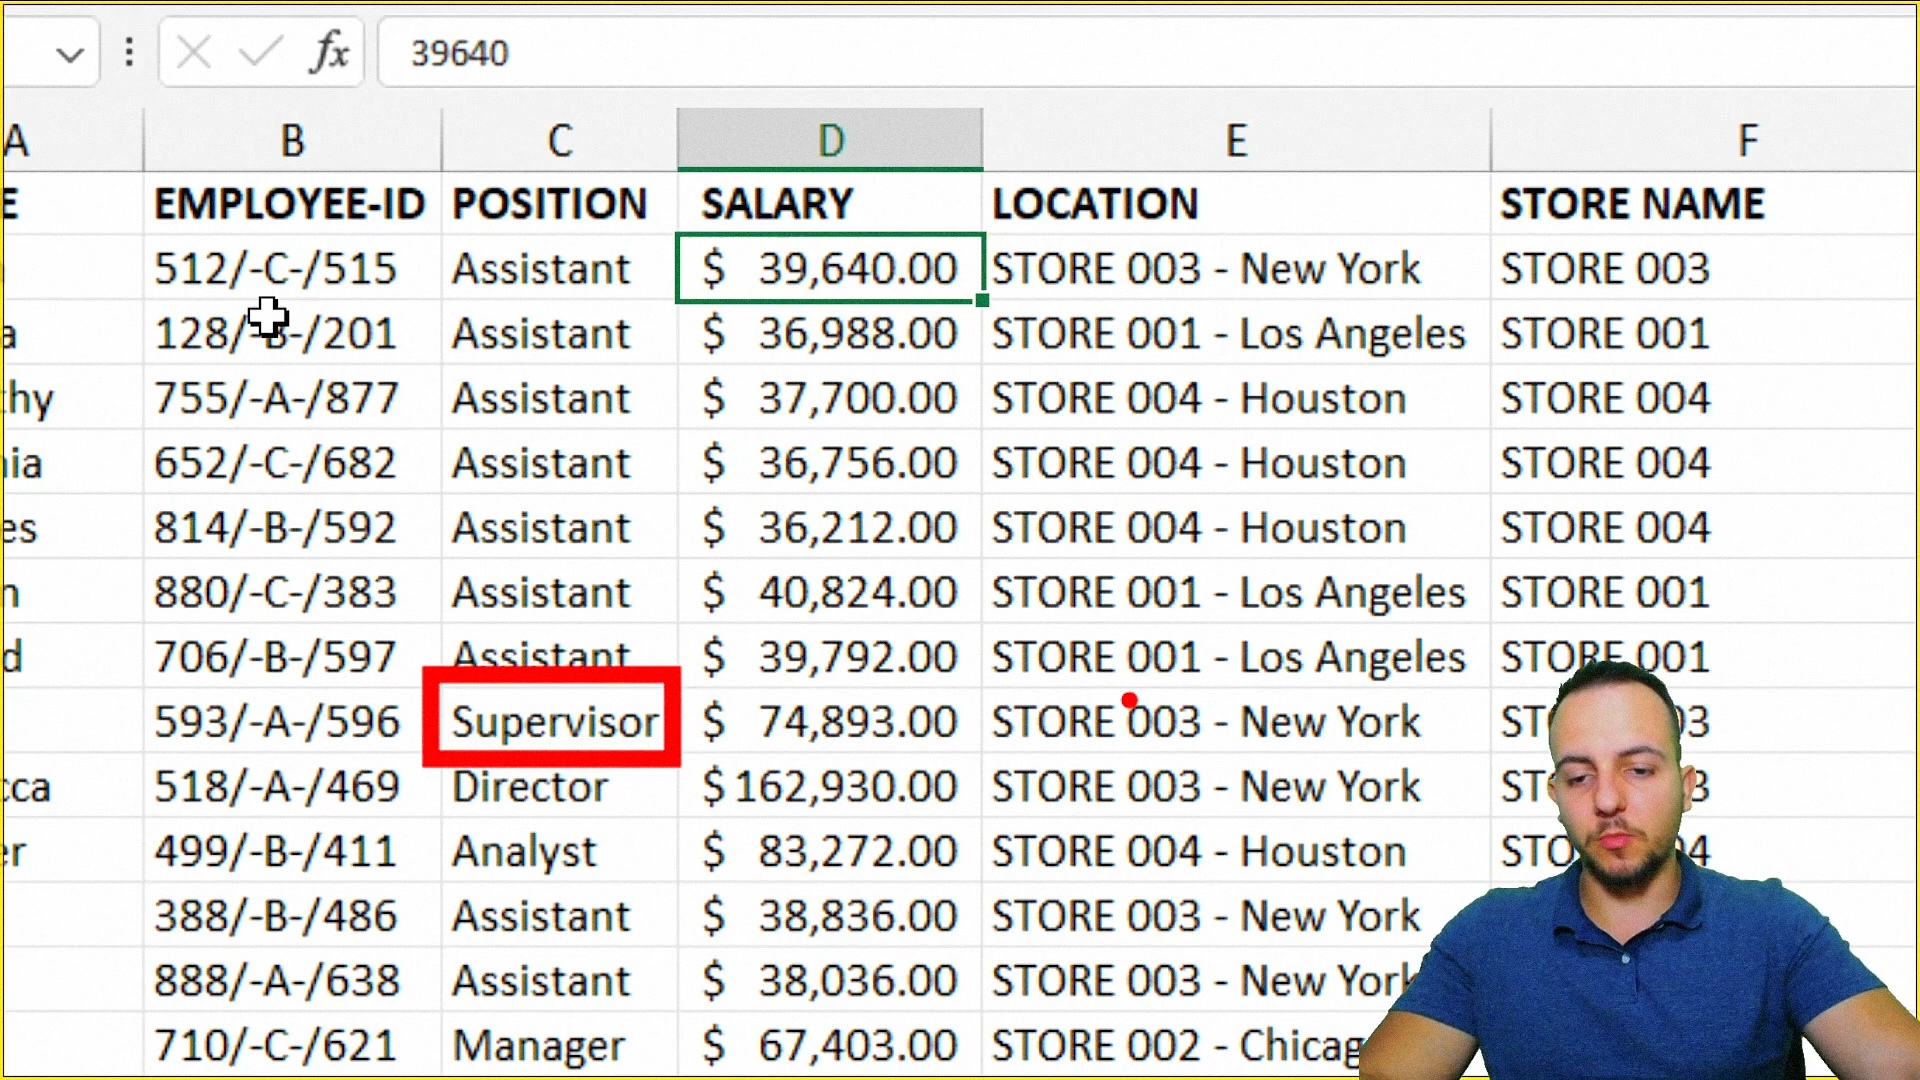 fx 39640
A B C D E F
E EMPLOYEE-ID POSITION SALARY LOCATION STORE NAME
512/-C-/515 Assistant $ 39,640.00 STORE 003 - New York STORE 003
a 128/-B-/201 Assistant $ 36,988.00 STORE 001 - Los Angeles STORE 001
thy 755/-A-/877 Assistant $ 37,700.00 STORE 004 - Houston STORE 004
nia 652/-C-/682 Assistant $ 36,756.00 STORE 004 - Houston STORE 004
es 814/-B-/592 Assistant $ 36,212.00 STORE 004 - Houston STORE 004
n 880/-C-/383 Assistant $ 40,824.00 STORE 001 - Los Angeles STORE 001
d 706/-B-/597 Assistant $ 39,792.00 STORE 001 - Los Angeles STORE 001
593/-A-/596 Supervisor $ 74,893.00 STORE 003 - New York
cca 518/-A-/469 Director $ 162,930.00 STORE 003 - New York
er 499/-B-/411 Analyst $ 83,272.00 STORE 004 - Houston
388/-B-/486 Assistant $ 38,836.00 STORE 003 - New York
888/-A-/638 Assistant $ 38,036.00 STORE 003 - New York
710/-C-/621 Manager $ 67,403.00 STORE 002 - Chicag